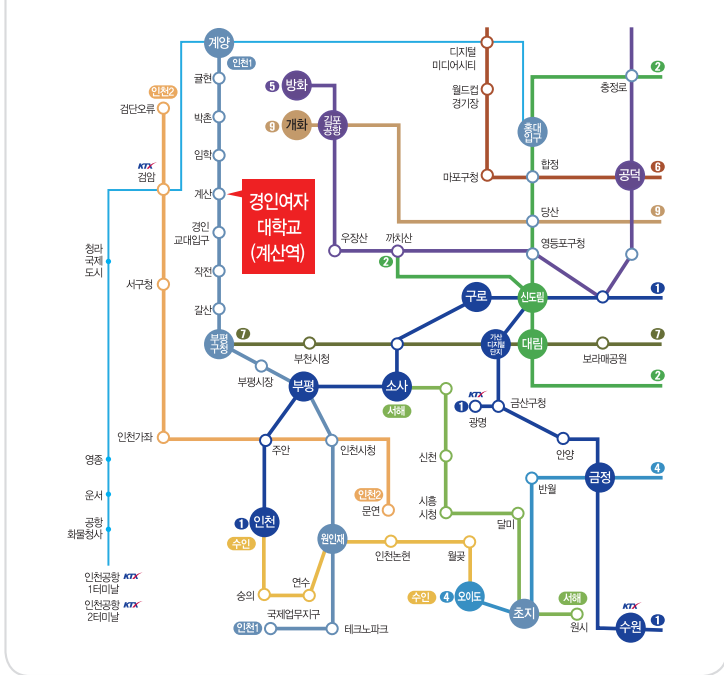 계양
인천1
귤현
박촌
임학
계산
경인
교대입구
작전
갈산
부평
구청
7
부평시장
경인여자
대학교
(계산역)
인천2
검단오류
KTX
검암
서구청
인천가좌
청라
국제
도시
영종
운서
공항
화물청사
인천공항 KTX
1터미널
인천공항 KTX
2터미널
5 방화
9 개화
김포
공항
우장산
까치산
2
디지털
미디어시티
월드컵
경기장
마포구청
홍대
입구
2
충정로
합정
공덕
6
당산
9
영등포구청
구로
신도림
1
부천시청
가산
디지털
단지
대림
보라매공원
7
2
부평
소사
서해
KTX
1
광명
금산구청
안양
주안
인천시청
신천
인천2
문연
시흥
시청
달미
반월
금정
4
1 인천
수인
원인재
인천논현
월곶
숭의
연수
국제업무지구
인천1
테크노파크
수인 4 오이도
초지
서해
원시
KTX
수원
1